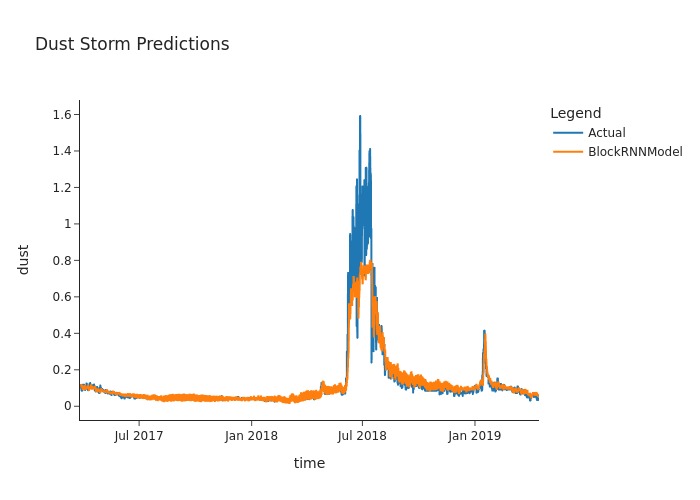 Dust Storm Predictions
Legend
Actual
BlockRNNModel
dust
1.6
1.4
1.2
1
0.8
0.6
0.4
0.2
0
Jul 2017
Jan 2018
Jul 2018
Jan 2019
time